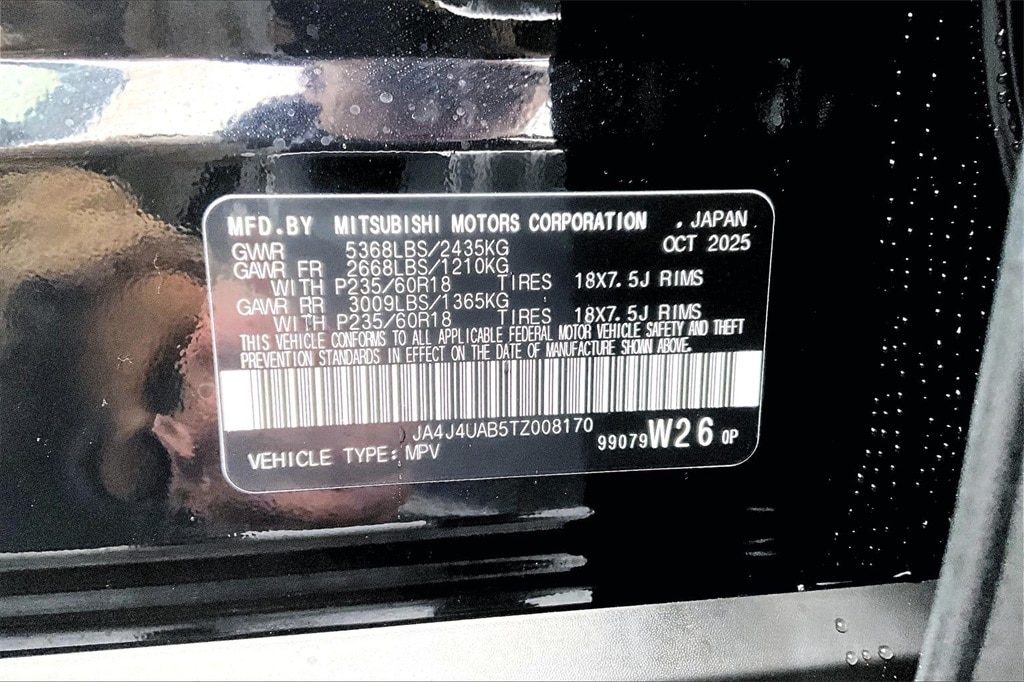 MFD.BY MITSUBISHI MOTORS CORPORATION . JAPAN
GVWR 5368LBS/2435KG OCT 2025
GAWR FR 2668LBS/1210KG
WITH P235/60R18 TIRES 18X7.5J RIMS
GAWR RR 3009LBS/1365KG
WITH P235/60R18 TIRES 18X7.5J RIMS
THIS VEHICLE CONFORMS TO ALL APPLICABLE FEDERAL MOTOR VEHICLE SAFETY AND THEFT
PREVENTION STANDARDS IN EFFECT ON THE DATE OF MANUFACTURE SHOWN ABOVE.
JA4J4UAB5TZ008170
99079W26 0P
VEHICLE TYPE: MPV